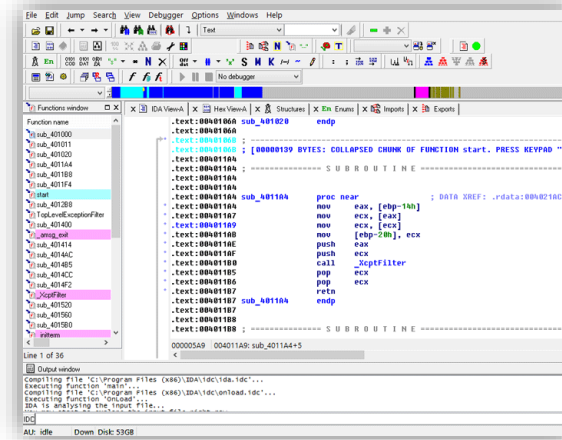 File Edit Jump Search View Debugger Options Windows Help
Text
No debugger
Functions window
IDA View-A Hex View-A Structures En Enums Imports Exports
Function name
sub_401000
sub_401011
sub_401020
sub_4011A4
sub_4011B8
sub_4011F4
start
sub_4012B8
TopLevelExceptionFilter
sub_401400
_amsg_exit
sub_401414
sub_4014AC
sub_4014B5
sub_4014CC
sub_4014F2
_XcptFilter
sub_401520
sub_401560
sub_4015B0
_initterm
Line 1 of 36
.text:0040106A sub_401020 endp
.text:0040106A
.text:0040106B ;
.text:0040106B ; [00000139 BYTES: COLLAPSED CHUNK OF FUNCTION start. PRESS KEYPAD "
.text:004011A4
.text:004011A4 ; =============== S U B R O U T I N E =======================
.text:004011A4
.text:004011A4
.text:004011A4 sub_4011A4 proc near ; DATA XREF: .rdata:004021AC
.text:004011A4 mov eax, [ebp-14h]
.text:004011A7 mov ecx, [eax]
.text:004011A9 mov ecx, [ecx]
.text:004011AB mov [ebp-20h], ecx
.text:004011AE push eax
.text:004011AF push ecx
.text:004011B0 call _XcptFilter
.text:004011B5 pop ecx
.text:004011B6 pop ecx
.text:004011B7 retn
.text:004011B7 sub_4011A4 endp
.text:004011B7
.text:004011B8
.text:004011B8 ; =============== S U B R O U T I N E =======================
000005A9 004011A9: sub_4011A4+5
Output window
Compiling file 'C:\Program Files (x86)\IDA\idc\ida.idc'...
Executing function 'main'...
Compiling file 'C:\Program Files (x86)\IDA\idc\onload.idc'...
Executing function 'OnLoad'...
IDA is analysing the input file...
IDC
AU: idle Down Disk: 53GB